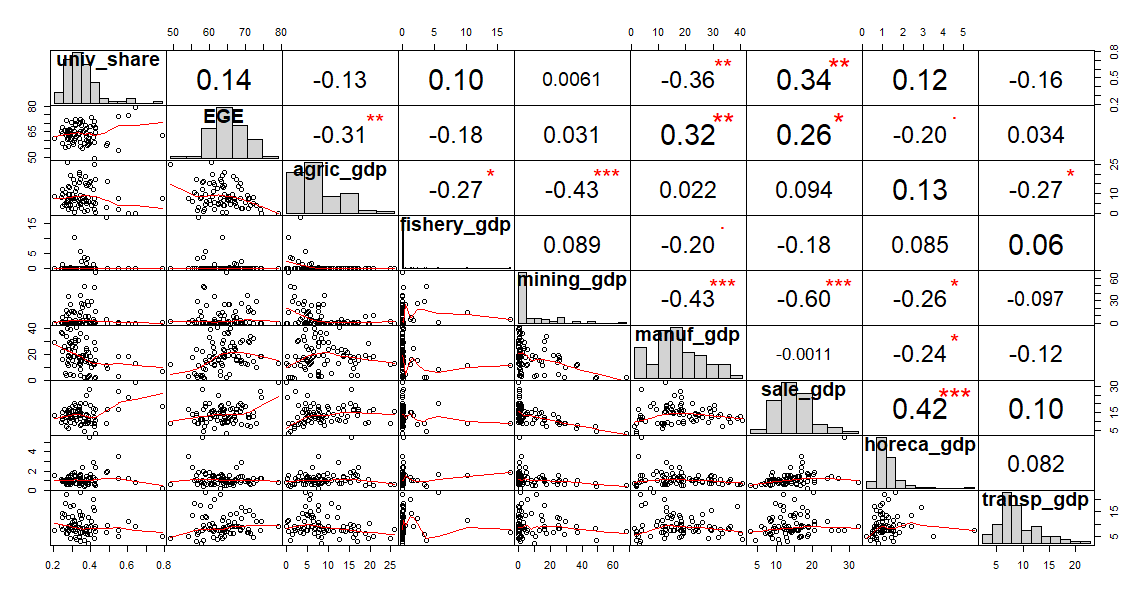 50 60 70 80 0 5 10 15 0 10 20 30 40 0 1 2 3 4 5
univ_share 0.14 -0.13 0.10 0.0061 -0.36 ** 0.34 ** 0.12 -0.16 0.2 0.5 0.8
50 65 80 EGE -0.31 ** -0.18 0.031 0.32 ** 0.26 * -0.20 . 0.034
agric_gdp -0.27 * -0.43 *** 0.022 0.094 0.13 -0.27 * 0 10 25
0 5 15 fishery_gdp 0.089 -0.20 . -0.18 0.085 0.06
mining_gdp -0.43 *** -0.60 *** -0.26 * -0.097 0 30 60
0 20 40 manuf_gdp -0.0011 -0.24 * -0.12
sale_gdp 0.42 *** 0.10 5 15 30
0 2 4 horeca_gdp 0.082
transp_gdp 5 15
0.2 0.4 0.6 0.8 0 5 10 15 20 25 0 20 40 60 5 10 20 30 5 10 15 20